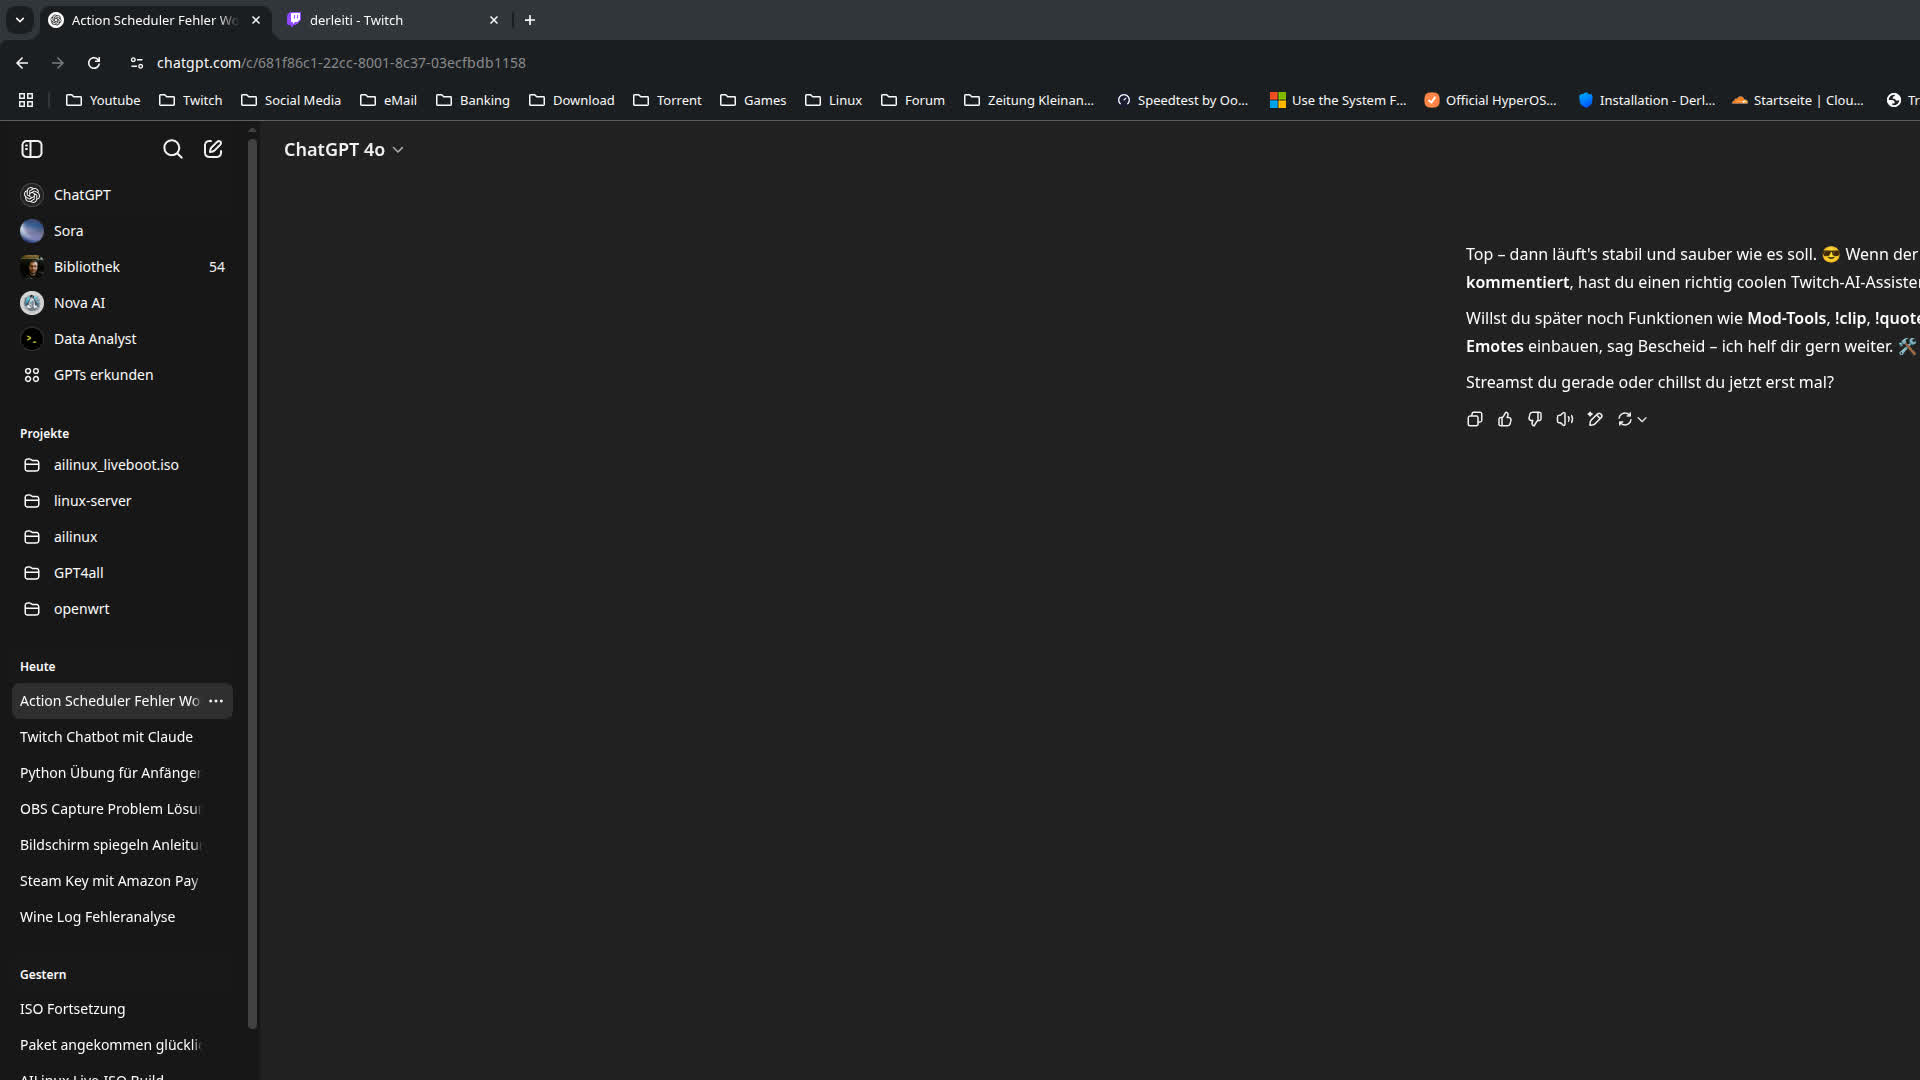 Action Scheduler Fehler Wo
derleiti - Twitch
chatgpt.com/c/681f86c1-22cc-8001-8c37-03ecfbdb1158
Youtube
Twitch
Social Media
eMail
Banking
Download
Torrent
Games
Linux
Forum
Zeitung Kleinan...
Speedtest by Oo...
Use the System F...
Official HyperOS...
Installation - Derl...
Startseite | Clou...
Tr
ChatGPT 4o
ChatGPT
Sora
Bibliothek 54
Nova AI
Data Analyst
GPTs erkunden
Projekte
ailinux_liveboot.iso
linux-server
ailinux
GPT4all
openwrt
Heute
Action Scheduler Fehler Wo
Twitch Chatbot mit Claude
Python Übung für Anfänger
OBS Capture Problem Lösu
Bildschirm spiegeln Anleitu
Steam Key mit Amazon Pay
Wine Log Fehleranalyse
Gestern
ISO Fortsetzung
Paket angekommen glückli
AILinux Live ISO Build
Top – dann läuft's stabil und sauber wie es soll. 😎 Wenn der
kommentiert, hast du einen richtig coolen Twitch-AI-Assiste
Willst du später noch Funktionen wie Mod-Tools, !clip, !quote
Emotes einbauen, sag Bescheid – ich helf dir gern weiter. 🛠️
Streamst du gerade oder chillst du jetzt erst mal?